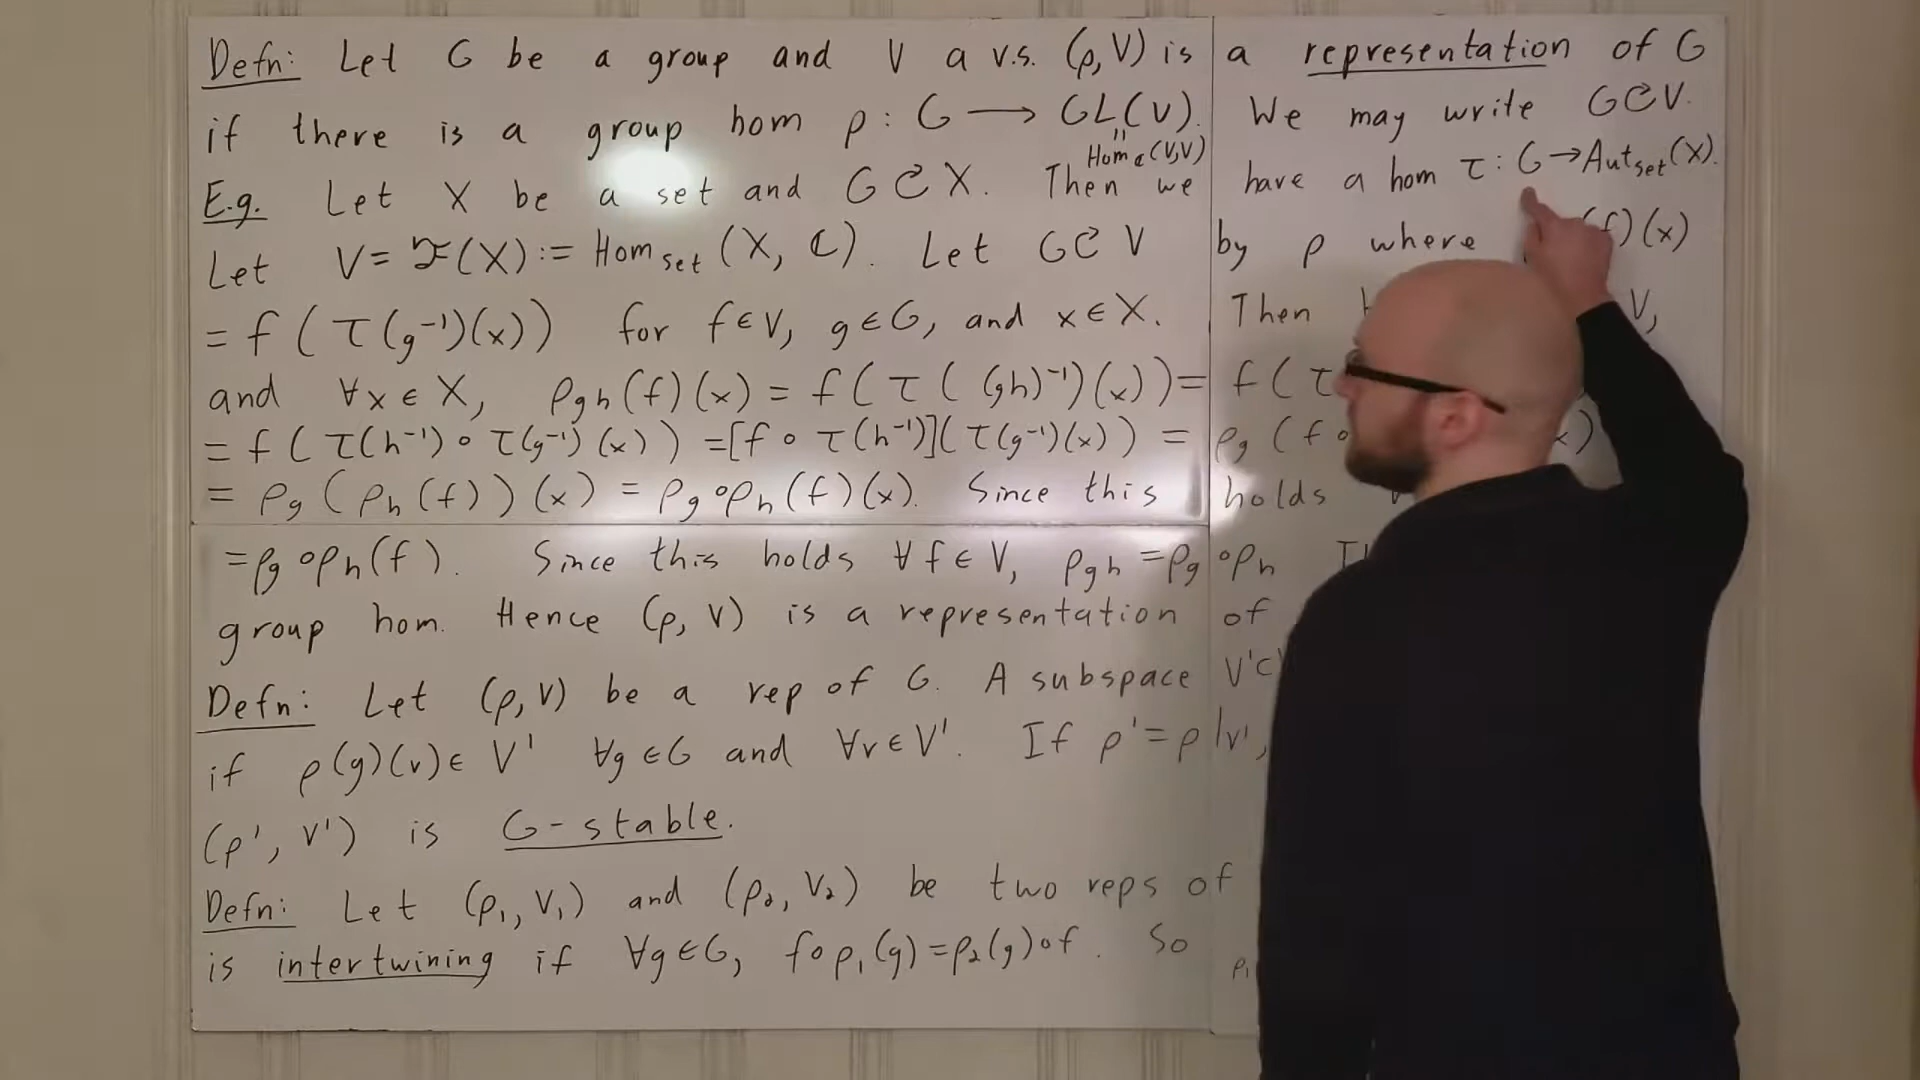 Defn: Let G be a group and V a v.s. (ρ, V) is a representation of G
if there is a group hom ρ : G ⟶ GL(V). We may write G⟳V.
"
Hom_ℂ(V,V)
E.g. Let X be a set and G⟳X. Then we have a hom τ : G→Aut_set(X).
Let V = ℱ(X) := Hom_set (X, ℂ). Let G⟳V by ρ where (f)(x)
= f ( τ(g⁻¹)(x)) for f∈V, g∈G, and x∈X. Then V,
and ∀x∈X, ρ_gh(f)(x) = f( τ( (gh)⁻¹)(x)) = f( τ
= f( τ(h⁻¹) ∘ τ(g⁻¹)(x)) = [f ∘ τ(h⁻¹)](τ(g⁻¹)(x)) = ρ_g (f∘ x)
= ρ_g (ρ_h(f))(x) = ρ_g∘ρ_h(f)(x). Since this holds
= ρ_g∘ρ_h(f). Since this holds ∀f∈V, ρ_gh = ρ_g∘ρ_h
group hom. Hence (ρ, V) is a representation of
Defn: Let (ρ, V) be a rep of G. A subspace V'⊂
if ρ(g)(v)∈V' ∀g∈G and ∀v∈V'. If ρ' = ρ|_V',
(ρ', V') is G-stable.
Defn: Let (ρ₁, V₁) and (ρ₂, V₂) be two reps of
is intertwining if ∀g∈G, f∘ρ₁(g) = ρ₂(g)∘f. So ρ₁